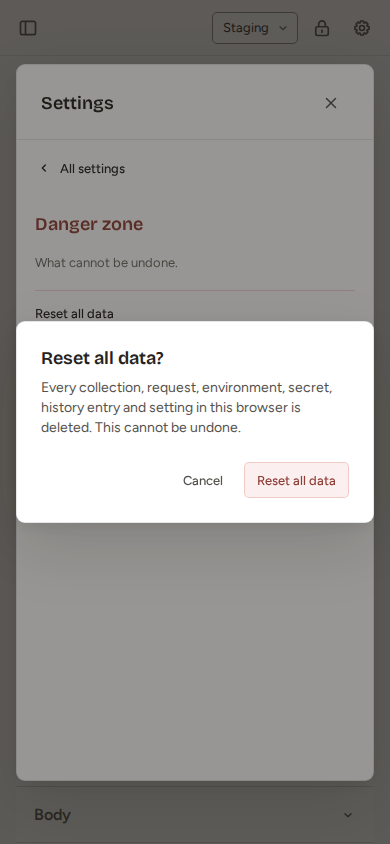 Staging
Settings
All settings
Danger zone
What cannot be undone.
Reset all data
Reset all data?
Every collection, request, environment, secret,
history entry and setting in this browser is
deleted. This cannot be undone.
Cancel
Reset all data
Body